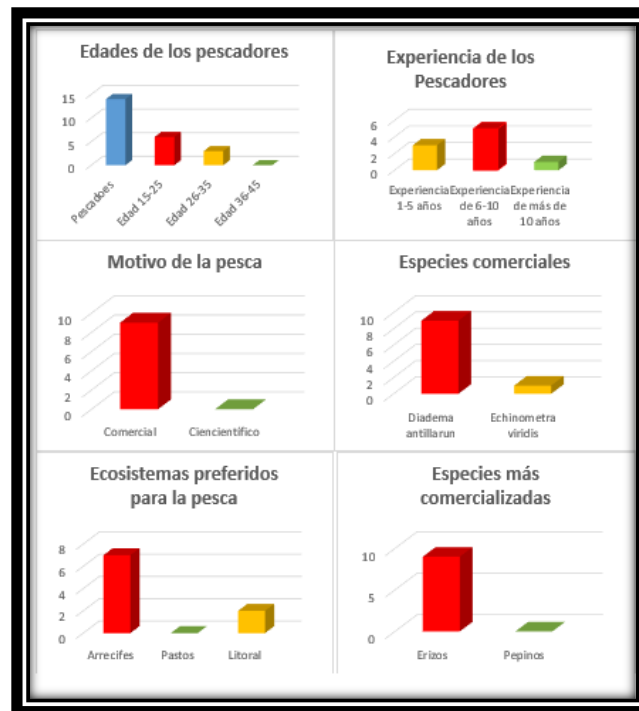 Edades de los pescadores
15
10
5
0
Pescadoes
Edad 15-25
Edad 26-35
Edad 36-45
Experiencia de los
Pescadores
6
4
2
0
Experiencia Experiencia Experiencia
1-5 años de 6-10 de más de
años 10 años
Motivo de la pesca
10
8
6
4
2
0
Comercial Ciencientífico
Especies comerciales
10
8
6
4
2
0
Diadema Echinometra
antillarun viridis
Ecosistemas preferidos
para la pesca
8
6
4
2
0
Arrecifes Pastos Litoral
Especies más
comercializadas
10
5
0
Erizos Pepinos